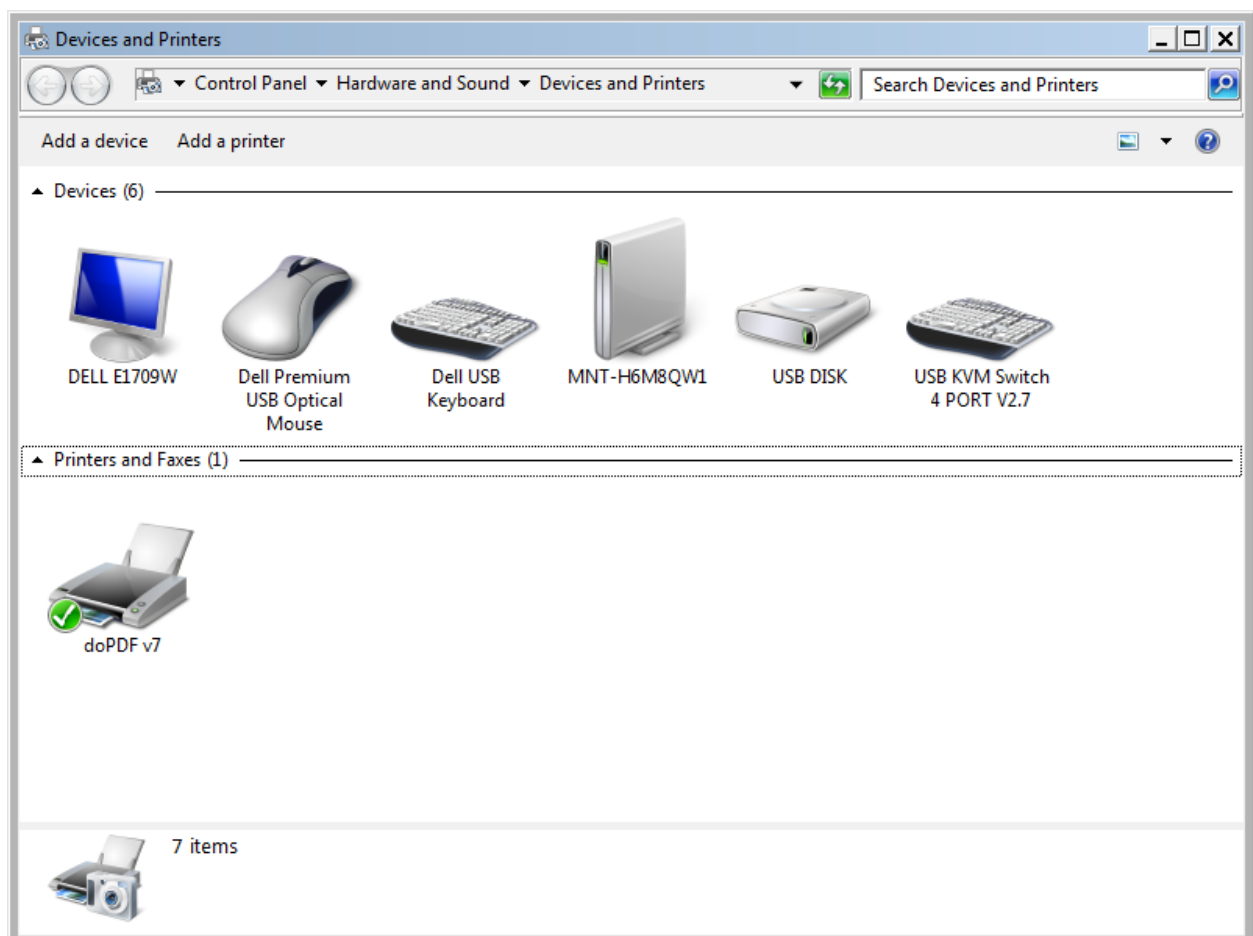 Devices and Printers
Control Panel Hardware and Sound Devices and Printers Search Devices and Printers
Add a device Add a printer
Devices (6)
DELL E1709W
Dell Premium
USB Optical
Mouse
Dell USB
Keyboard
MNT-H6M8QW1
USB DISK
USB KVM Switch
4 PORT V2.7
Printers and Faxes (1)
doPDF v7
7 items